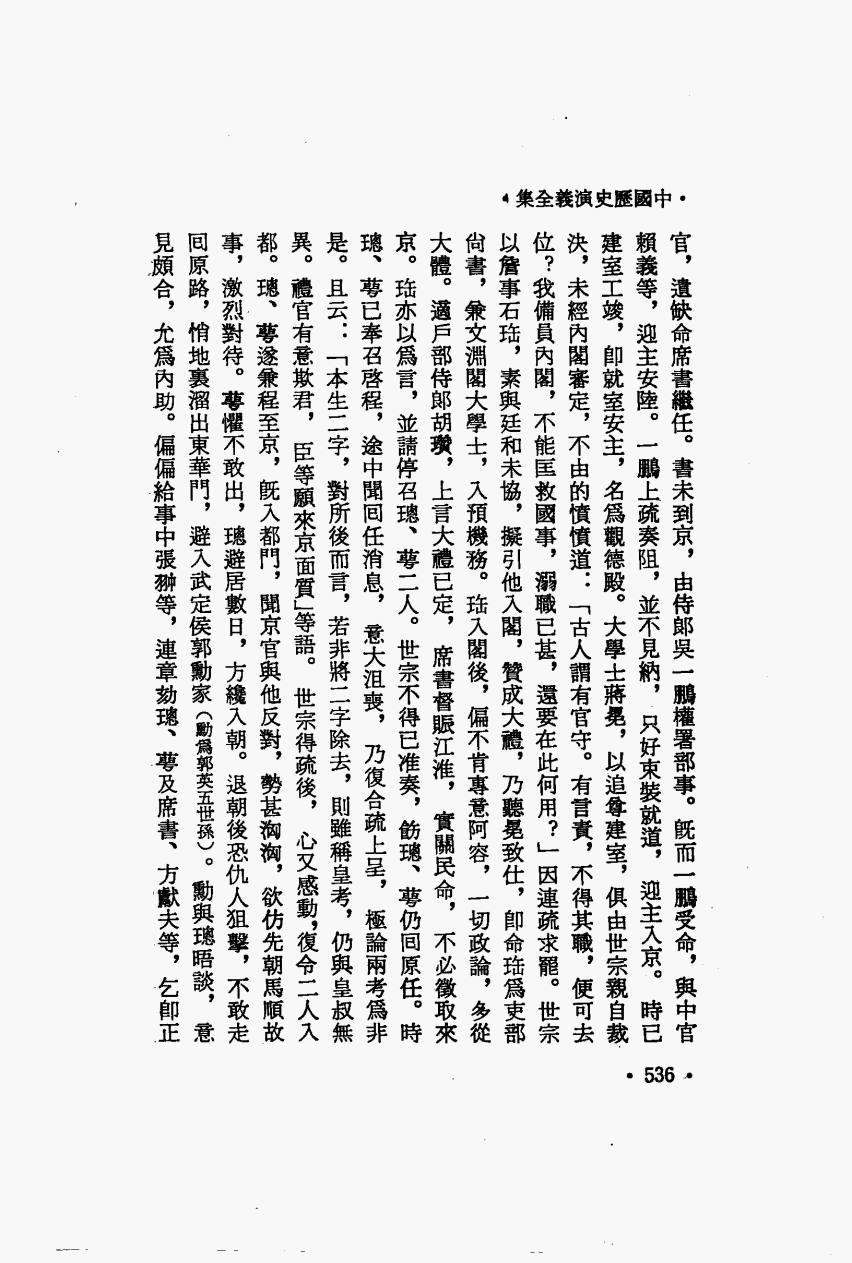 ·中國歷史演義全集·
官，遺缺命席書繼任。書未到京，由侍郎吳一鵬權署部事。既而一鵬受命，與中官
賴義等，迎主安陸。一鵬上疏奏阻，並不見納，只好束裝就道，迎主入京。時已
建室工竣，卽就室安主，名爲觀德殿。大學士蔣冕，以追尊建室，俱由世宗親自裁
決，未經內閣審定，不由的憤憤道：「古人謂有官守。有言責，不得其職，便可去
位？我備員內閣，不能匡救國事，溺職已甚，還要在此何用？」因連疏求罷。世宗
以詹事石珤，素與廷和未協，擬引他入閣，贊成大禮，乃聽冕致仕，卽命珤爲吏部
尙書，兼文淵閣大學士，入預機務。珤入閣後，偏不肯專意阿容，一切政論，多從
大體。適戶部侍郎胡瓚，上言大禮已定，席書督賑江淮，實關民命，不必徵取來
京。珤亦以爲言，並請停召璁、萼二人。世宗不得已准奏，飭璁、萼仍回原任。時
璁、萼已奉召啓程，途中聞回任消息，意大沮喪，乃復合疏上呈，極論兩考爲非
是。且云：「本生二字，對所後而言，若非將二字除去，則雖稱皇考，仍與皇叔無
異。禮官有意欺君，臣等願來京面質」等語。世宗得疏後，心又感動，復令二人入
都。璁、萼遂兼程至京，旣入都門，聞京官與他反對，勢甚洶洶，欲仿先朝馬順故
事，激烈對待。萼懼不敢出，璁避居數日，方纔入朝。退朝後恐仇人狙擊，不敢走
回原路，悄地裏溜出東華門，避入武定侯郭勳家（勳爲郭英五世孫）。勳與璁晤談，意
見頗合，允爲內助。偏偏給事中張翀等，連章劾璁、萼及席書、方獻夫等，乞卽正
·536·